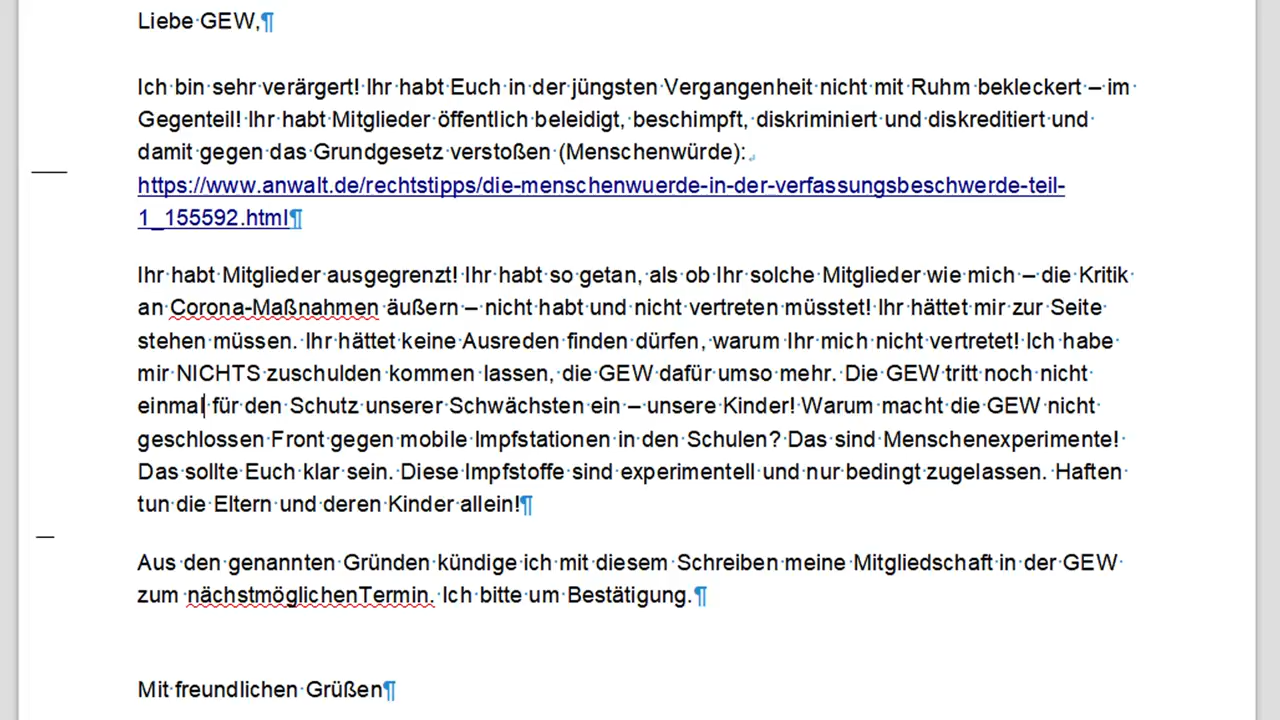 Liebe GEW,¶
Ich bin sehr verärgert! Ihr habt Euch in der jüngsten Vergangenheit nicht mit Ruhm bekleckert – im
Gegenteil! Ihr habt Mitglieder öffentlich beleidigt, beschimpft, diskriminiert und diskreditiert und
damit gegen das Grundgesetz verstoßen (Menschenwürde):
https://www.anwalt.de/rechtstipps/die-menschenwuerde-in-der-verfassungsbeschwerde-teil-
1_155592.html¶
Ihr habt Mitglieder ausgegrenzt! Ihr habt so getan, als ob Ihr solche Mitglieder wie mich – die Kritik
an Corona-Maßnahmen äußern – nicht habt und nicht vertreten müsstet! Ihr hättet mir zur Seite
stehen müssen. Ihr hättet keine Ausreden finden dürfen, warum Ihr mich nicht vertretet! Ich habe
mir NICHTS zuschulden kommen lassen, die GEW dafür umso mehr. Die GEW tritt noch nicht
einmal für den Schutz unserer Schwächsten ein – unsere Kinder! Warum macht die GEW nicht
geschlossen Front gegen mobile Impfstationen in den Schulen? Das sind Menschenexperimente!
Das sollte Euch klar sein. Diese Impfstoffe sind experimentell und nur bedingt zugelassen. Haften
tun die Eltern und deren Kinder allein!¶
Aus den genannten Gründen kündige ich mit diesem Schreiben meine Mitgliedschaft in der GEW
zum nächstmöglichenTermin. Ich bitte um Bestätigung.¶
Mit freundlichen Grüßen¶